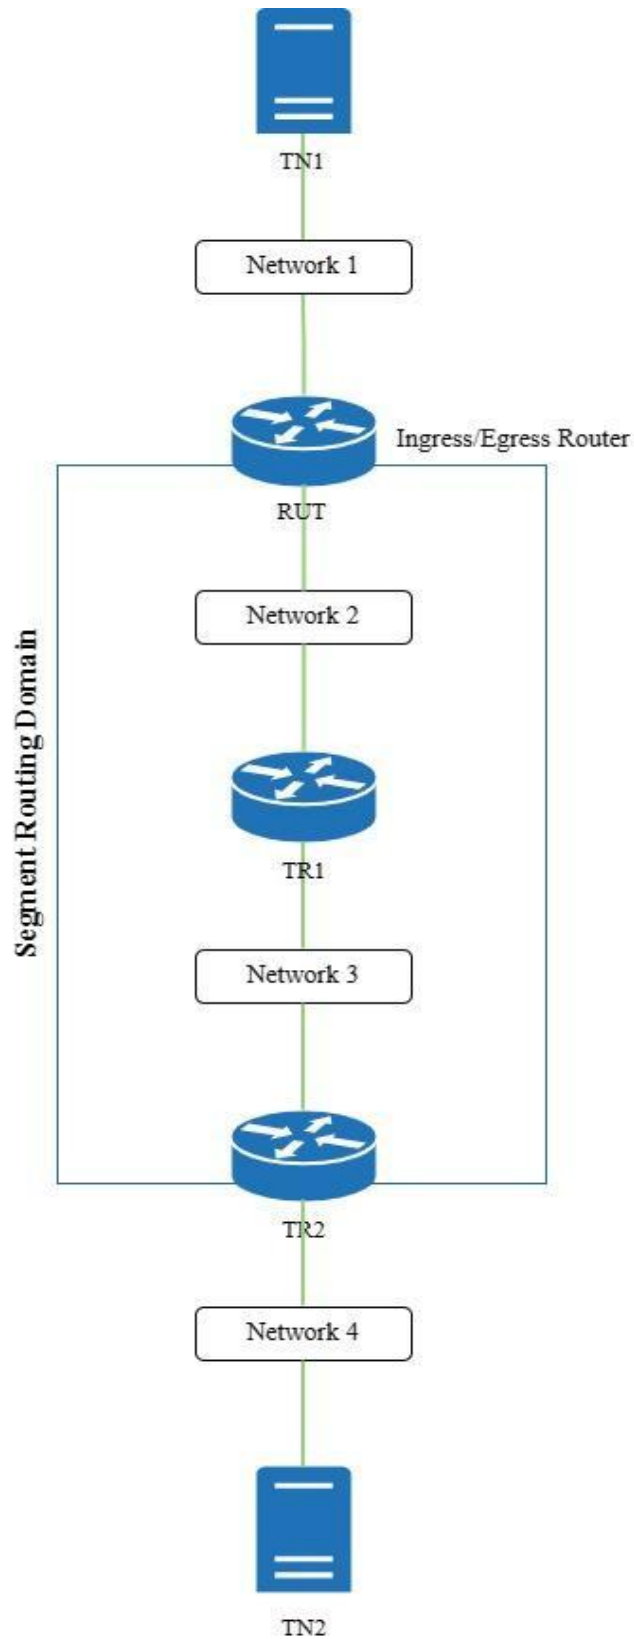 TN1
Network 1
Ingress/Egress Router
RUT
Network 2
Segment Routing Domain
TR1
Network 3
TR2
Network 4
TN2